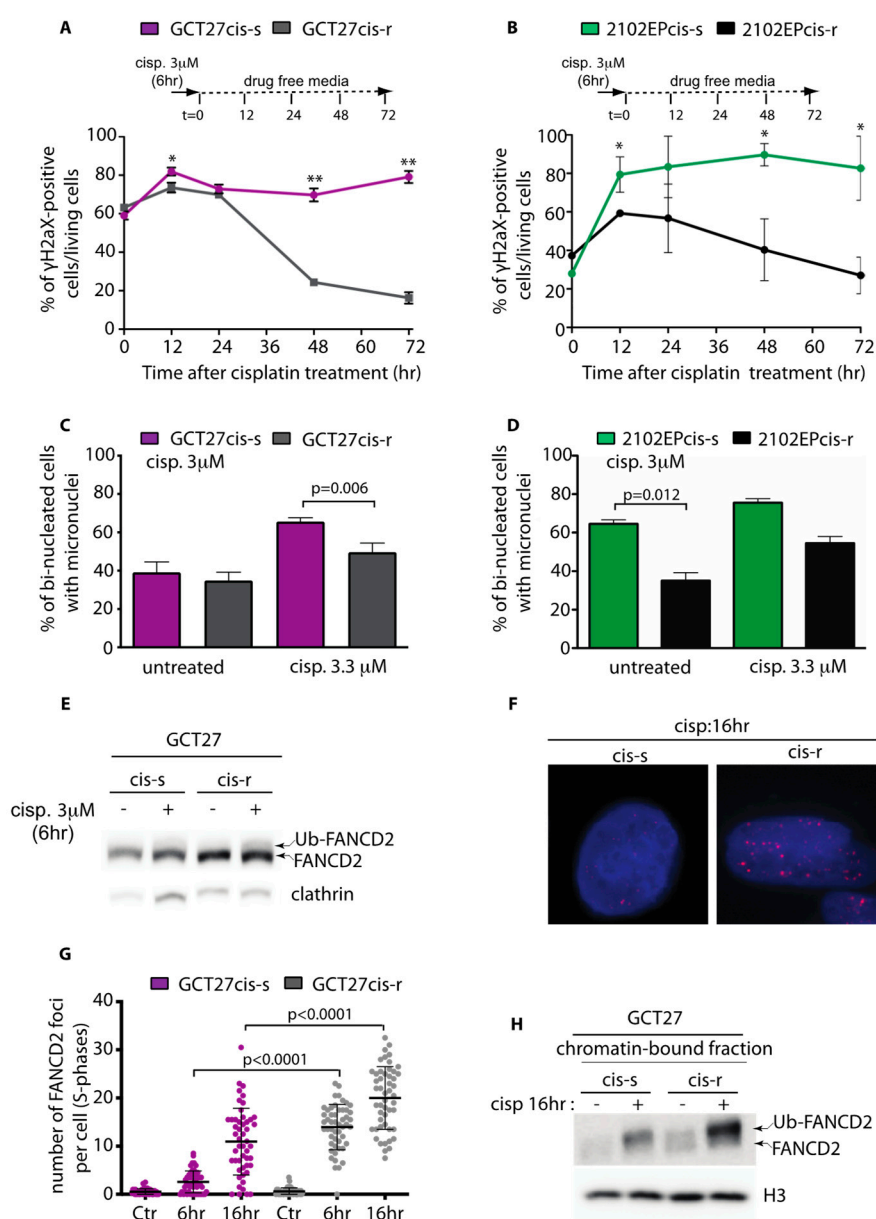 A
GCT27cis-s GCT27cis-r
cisp. 3µM
(6hr)
drug free media
t=0 12 24 48 72
% of γH2aX-positive
cells/living cells
100
80
60
40
20
0
* ** **
0 12 24 36 48 60 72
Time after cisplatin treatment (hr)
B
2102EPcis-s 2102EPcis-r
cisp. 3µM
(6hr)
drug free media
t=0 12 24 48 72
% of γH2aX-positive
cells/living cells
100
80
60
40
20
0
* * *
0 12 24 36 48 60 72
Time after cisplatin treatment (hr)
C
GCT27cis-s GCT27cis-r
cisp. 3µM
% of bi-nucleated cells
with micronuclei
100
80
60
40
20
0
p=0.006
untreated cisp. 3.3 µM
D
2102EPcis-s 2102EPcis-r
cisp. 3µM
% of bi-nucleated cells
with micronuclei
100
80
60
40
20
0
p=0.012
untreated cisp. 3.3 µM
E
GCT27
cis-s cis-r
cisp. 3µM
(6hr)
- + - +
Ub-FANCD2
FANCD2
clathrin
F
cisp:16hr
cis-s cis-r
G
GCT27cis-s GCT27cis-r
number of FANCD2 foci
per cell (S-phases)
40
30
20
10
0
p<0.0001
p<0.0001
Ctr 6hr 16hr Ctr 6hr 16hr
H
GCT27
chromatin-bound fraction
cis-s cis-r
cisp 16hr : - + - +
Ub-FANCD2
FANCD2
H3